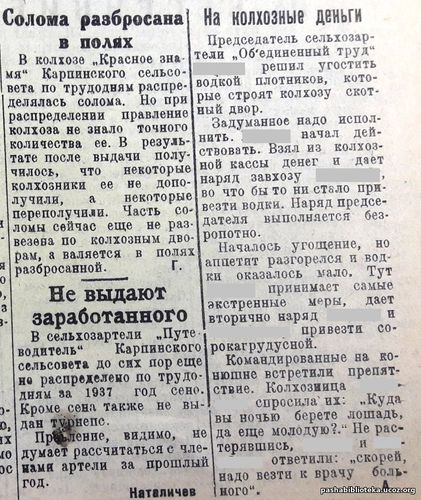 Солома разбросана
в полях
В колхозе „Красное зна-
мя" Карпинского сельсо-
вета по трудодням распре-
делялась солома. Но при
распределении правление
колхоза не знало точного
количества ее. В резуль-
тате после выдачи полу-
чилось, что некоторые
колхозники ее не допо-
лучили, а некоторые
переполучили. Часть со-
ломы сейчас еще не раз-
везена по колхозным дво-
рам, а валяется в полях
разбросанной. Г.
Не выдают
заработанного
В сельхозартели „Путе-
водитель" Карпинского
сельсовета до сих пор еще
не распределено по трудо-
дням за 1937 год сено.
Кроме сена также не вы-
дан турнепс.
Правление, видимо, не
думает рассчитаться с чле-
нами артели за прошлый
год.
Наталичев
На колхозные деньги
Председатель сельхозар-
тели „Об'единенный труд"
решил угостить
водкой плотников, кото-
рые строят колхозу скот-
ный двор.
Задуманное надо испол-
нить. начал дей-
ствовать. Взял из колхоз-
ной кассы денег и дает
наряд завхозу
во что бы то ни стало при-
везти водки. Наряд предсе-
дателя выполняется без-
ропотно.
Началось угощение, но
аппетит разгорелся и вод-
ки оказалось мало. Тут
принимает самые
экстренные меры, дает
вторично наряд
и
привезти со-
рокаградусной.
Командированные на ко-
нюшне встретили препят-
ствие. Колхозница
спросила их: „Куда
вы ночью берете лошадь,
да еще молодую?." Не рас-
терявшись, и
ответили: „скорей,
надо везти к врачу боль-
ного". А.
pashabiblioteka.ucoz.org